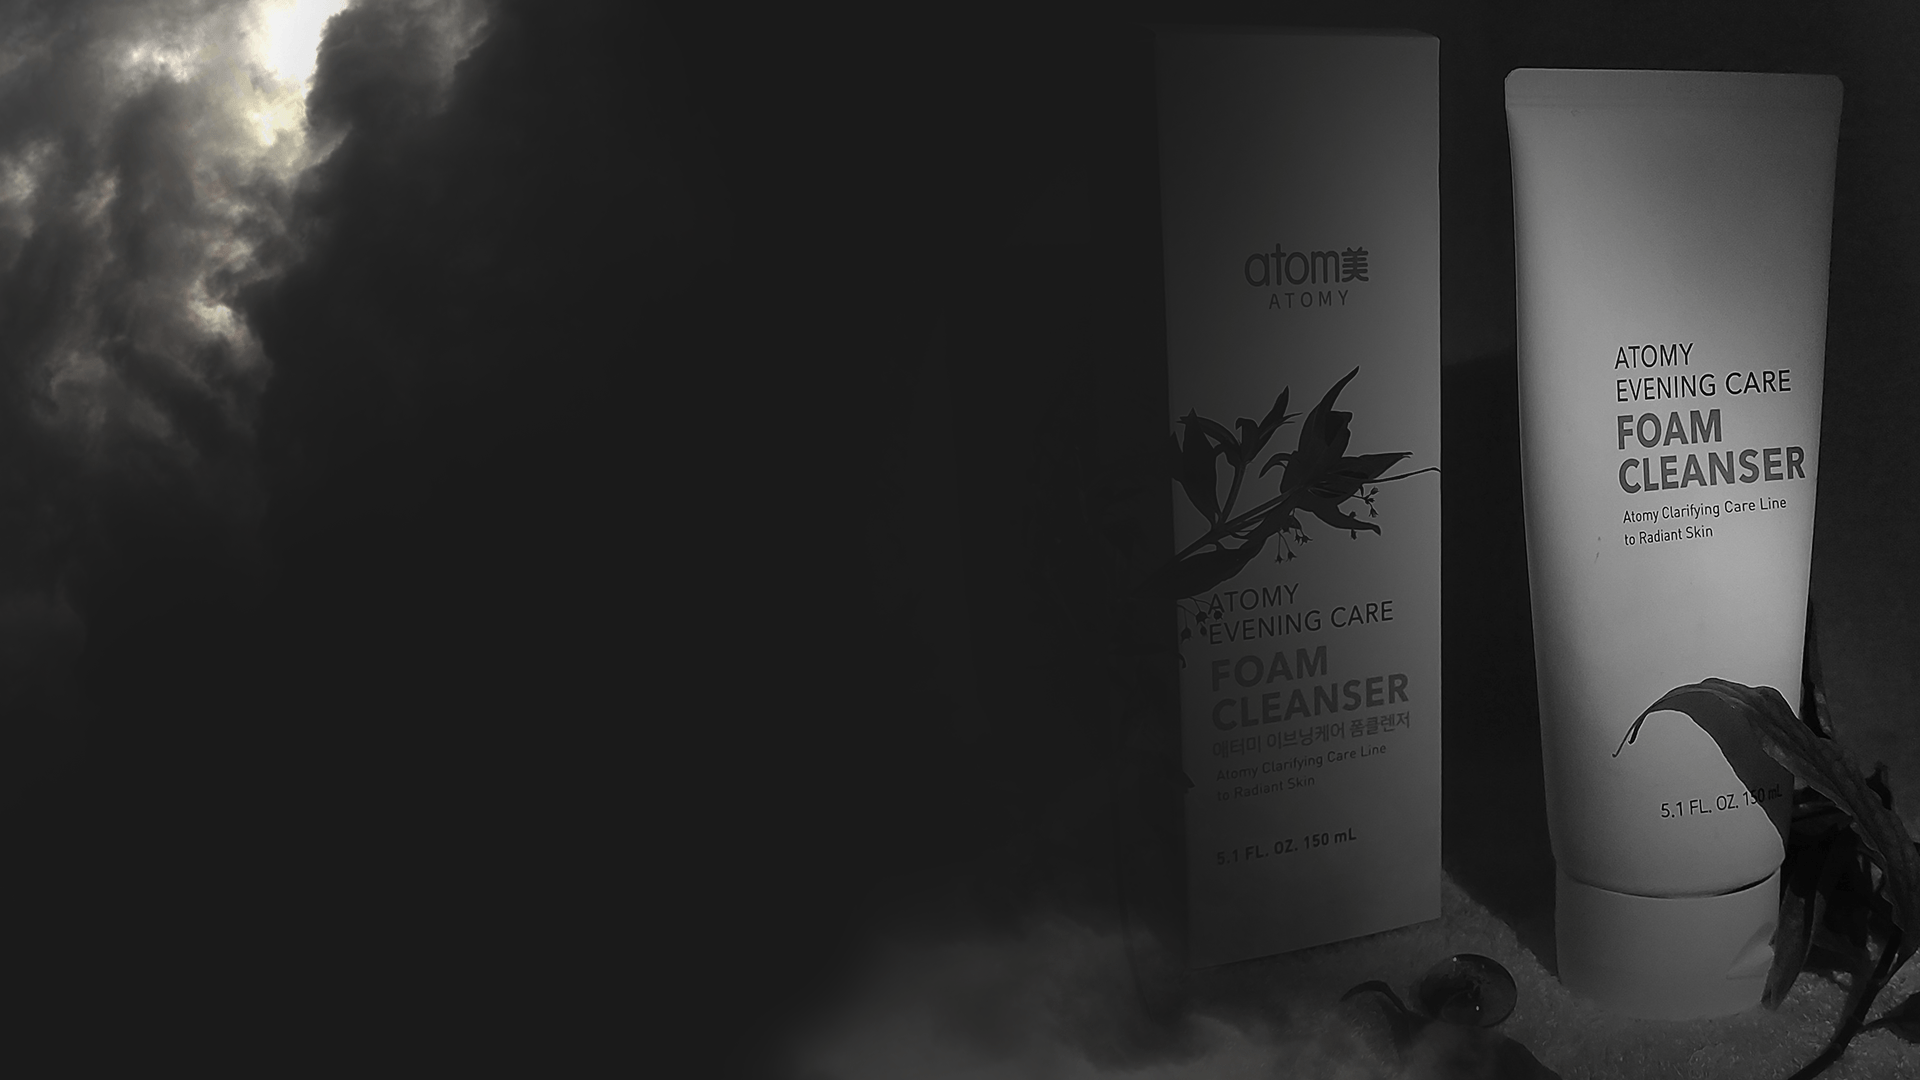 atom美
ATOMY
ATOMY
EVENING CARE
FOAM
CLEANSER
애터미 이브닝케어 폼클렌저
Atomy Clarifying Care Line
to Radiant Skin
5.1 FL. OZ. 150 mL
ATOMY
EVENING CARE
FOAM
CLEANSER
Atomy Clarifying Care Line
to Radiant Skin
5.1 FL. OZ. 150 mL